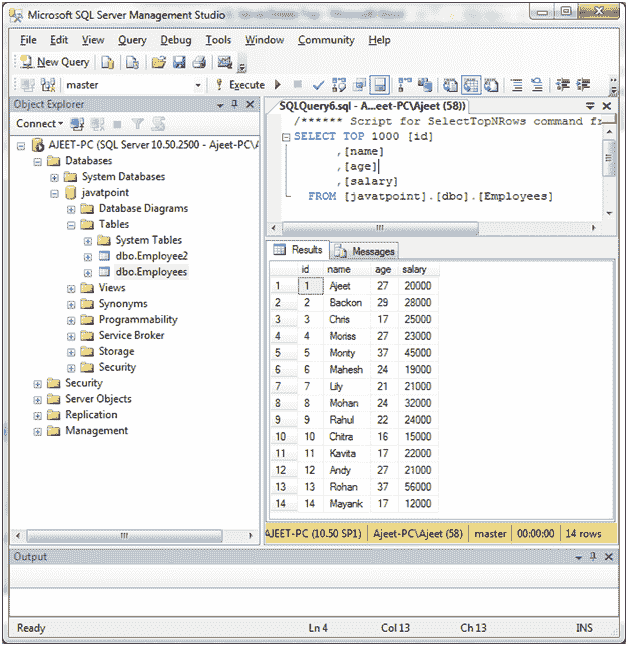 Microsoft SQL Server Management Studio
File Edit View Query Debug Tools Window Community Help
New Query
master Execute
Object Explorer
Connect
AJEET-PC (SQL Server 10.50.2500 - Ajeet-PC\A
Databases
System Databases
javatpoint
Database Diagrams
Tables
System Tables
dbo.Employee2
dbo.Employees
Views
Synonyms
Programmability
Service Broker
Storage
Security
Security
Server Objects
Replication
Management
SQLQuery6.sql - A...eet-PC\Ajeet (58))
/****** Script for SelectTopNRows command f
SELECT TOP 1000 [id]
,[name]
,[age]
,[salary]
FROM [javatpoint].[dbo].[Employees]
Results Messages
id name age salary
1 1 Ajeet 27 20000
2 2 Backon 29 28000
3 3 Chris 17 25000
4 4 Moriss 27 23000
5 5 Monty 37 45000
6 6 Mahesh 24 19000
7 7 Lily 21 21000
8 8 Mohan 24 32000
9 9 Rahul 22 24000
10 10 Chitra 16 15000
11 11 Kavita 17 22000
12 12 Andy 27 21000
13 13 Rohan 37 56000
14 14 Mayank 17 12000
AJEET-PC (10.50 SP1) Ajeet-PC\Ajeet (58) master 00:00:00 14 rows
Output
Ready Ln 4 Col 13 Ch 13 INS